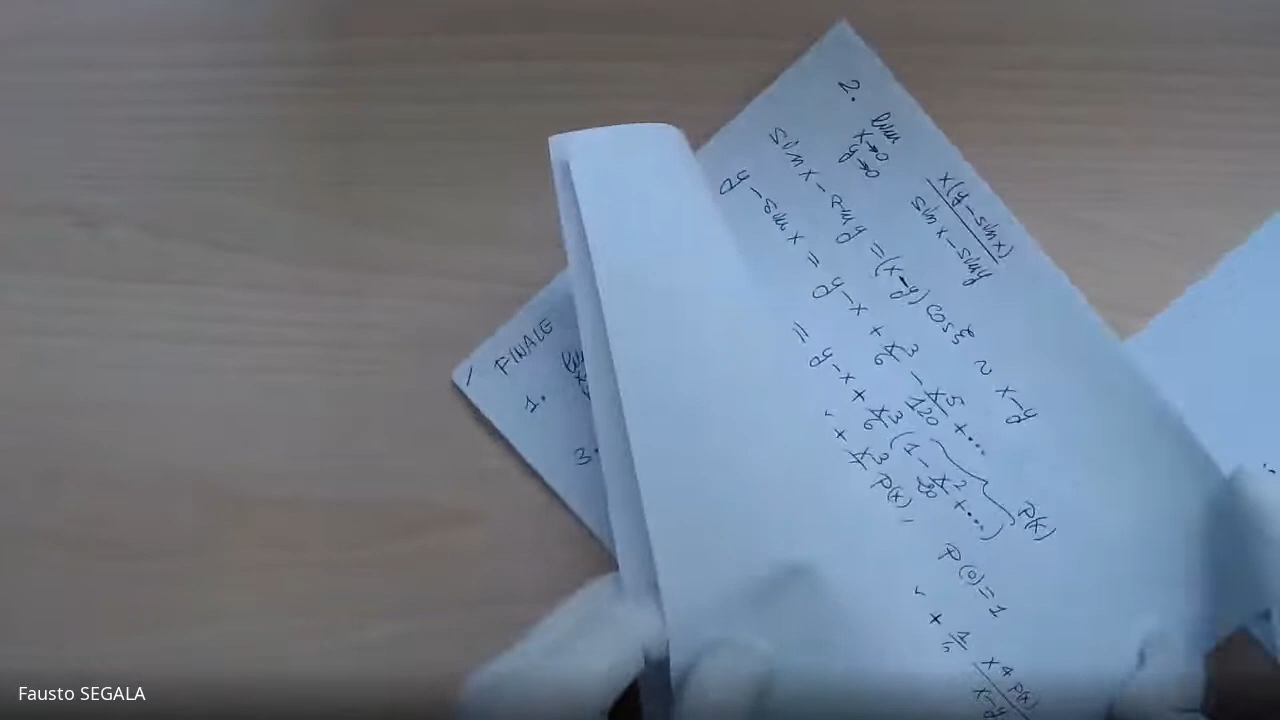 FINALE
1.
3.
2. lim x→0 y→0 x(y-sin x) / sin x - sin y
sin x - sin y = (x-y) cos ξ ~ x-y
y - sin x = y-x + x³/6 - x⁵/120 + ...
= y-x + x³/6 (1 - x²/20 + ...)
P(x)
" + x³/6 P(x), P(0)=1
" + 1/6 x⁴ P(x) / x-y
Fausto SEGALA